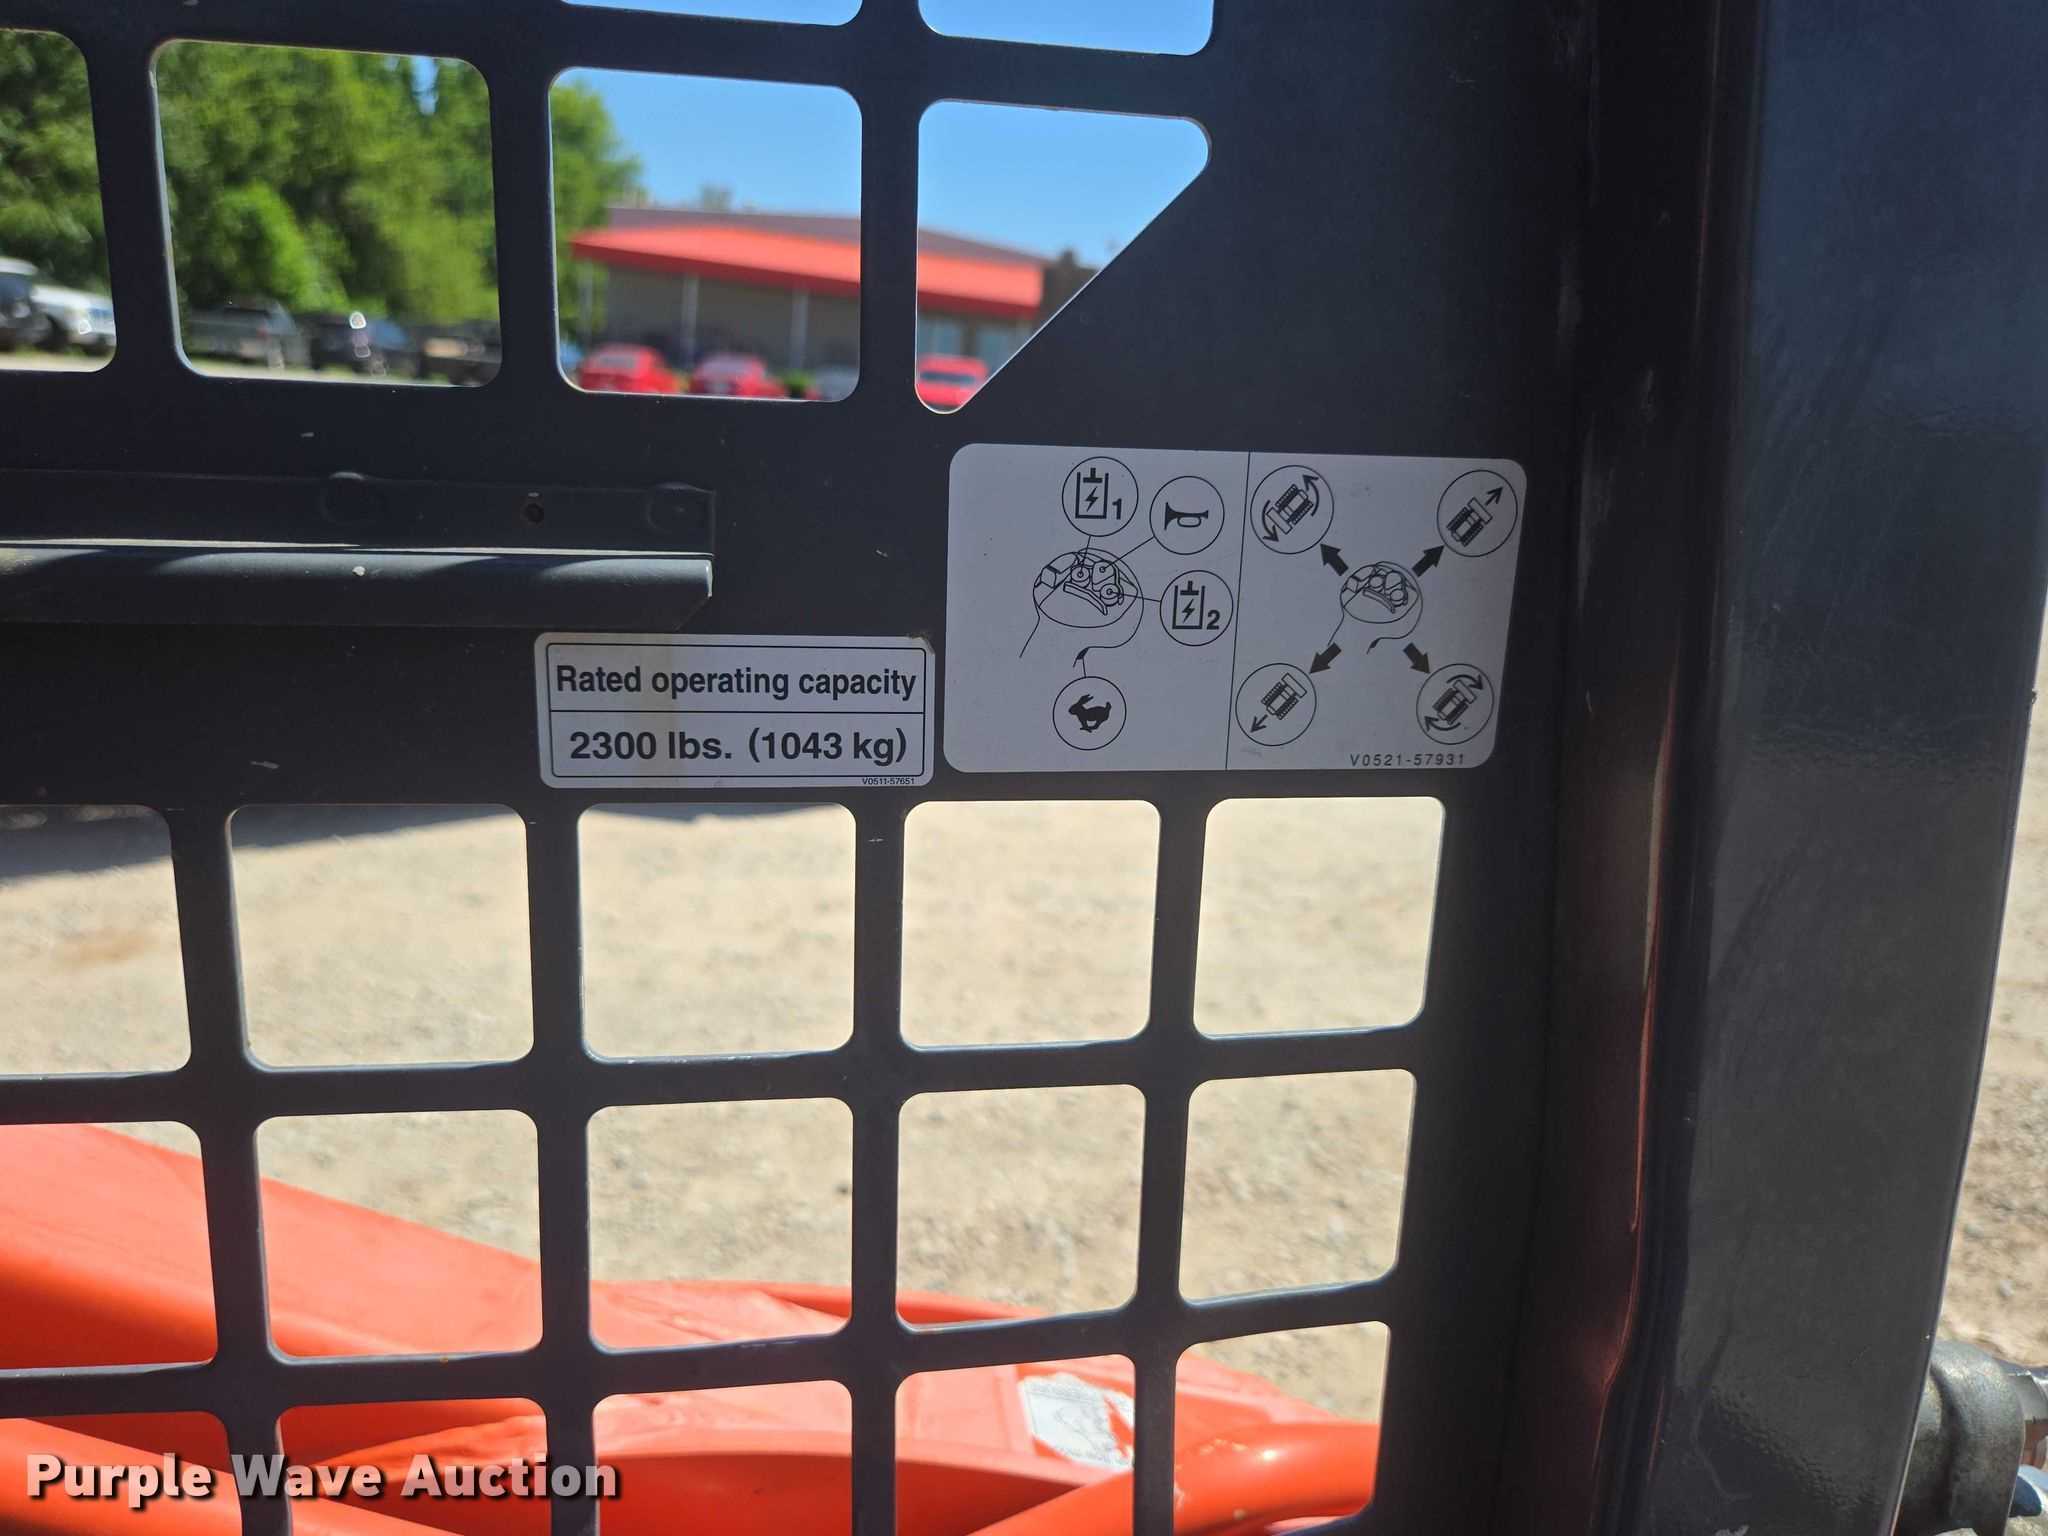 1
2
Rated operating capacity
2300 lbs. (1043 kg)
V0511-57651
V0521-57931
Purple Wave Auction